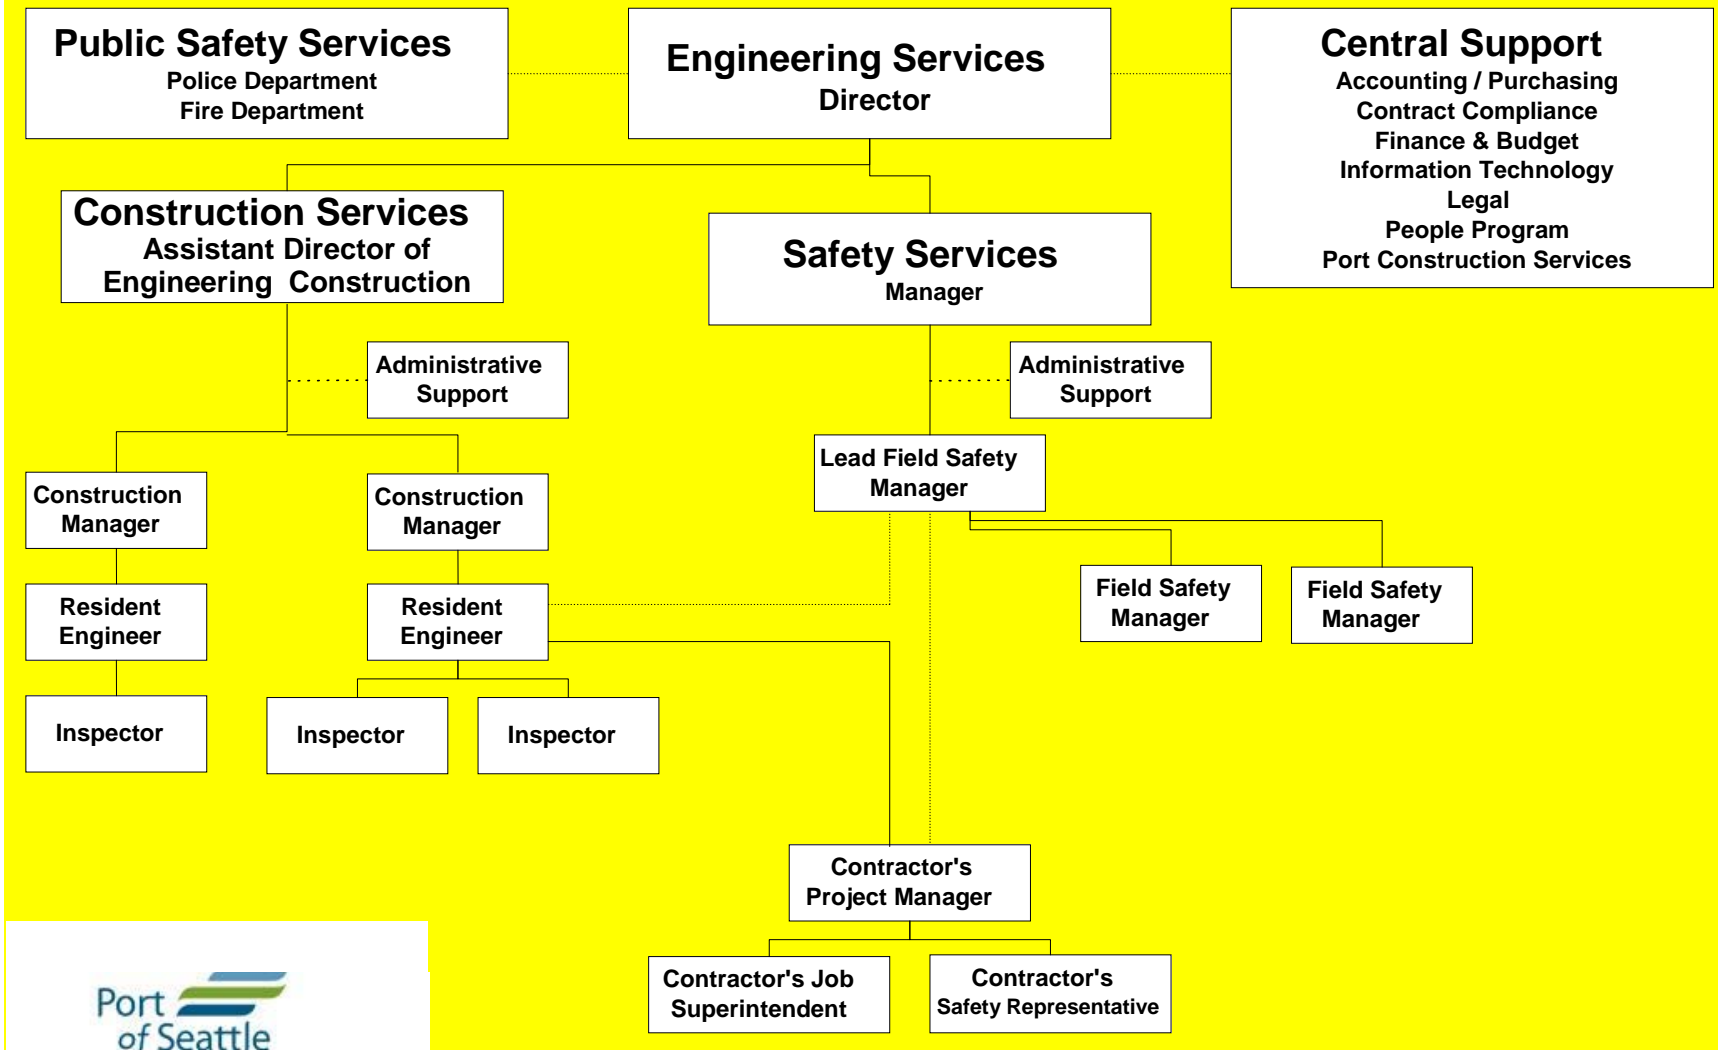 Public Safety Services
Police Department
Fire Department
Engineering Services
Director
Central Support
Accounting / Purchasing
Contract Compliance
Finance & Budget
Information Technology
Legal
People Program
Port Construction Services
Construction Services
Assistant Director of
Engineering Construction
Safety Services
Manager
Administrative
Support
Administrative
Support
Lead Field Safety
Manager
Construction
Manager
Construction
Manager
Field Safety
Manager
Field Safety
Manager
Resident
Engineer
Resident
Engineer
Inspector
Inspector
Inspector
Contractor's
Project Manager
Contractor's Job
Superintendent
Contractor's
Safety Representative
Port
of Seattle